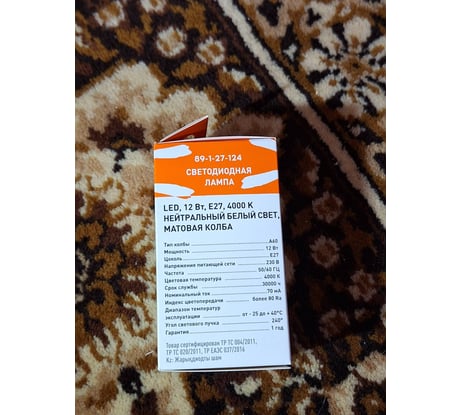 89-1-27-124
СВЕТОДИОДНАЯ
ЛАМПА
LED, 12 Вт, E27, 4000 K
НЕЙТРАЛЬНЫЙ БЕЛЫЙ СВЕТ,
МАТОВАЯ КОЛБА
Тип колбы A60
Мощность 12 Вт
Цоколь E27
Напряжение питающей сети 230 В
Частота 50/60 ГЦ
Цветовая температура 4000 K
Срок службы 30000 ч
Номинальный ток 70 мА
Индекс цветопередачи более 80 Ra
Диапазон температур
эксплуатации от - 25 до + 40°C
Угол светового пучка 240°
Гарантия 1 год
Товар сертифицирован ТР ТС 004/2011,
ТР ТС 020/2011, ТР ЕАЭС 037/2016
Kz: Жарықдиодты шам